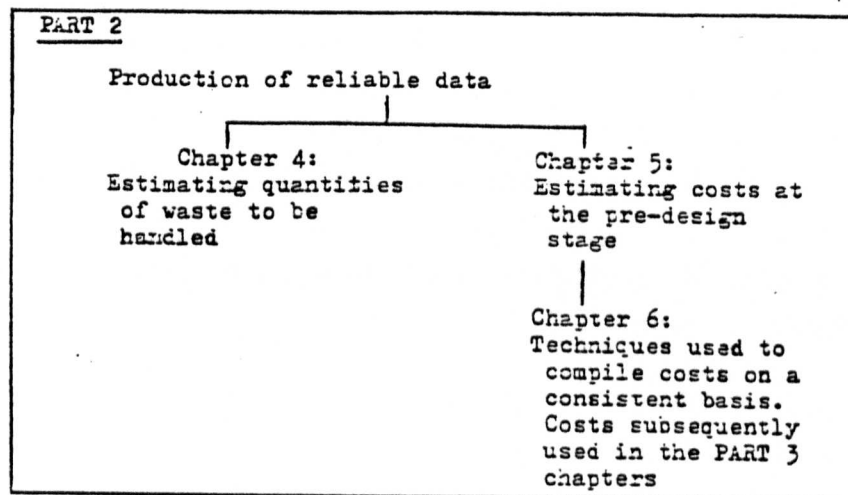 PART 2
Production of reliable data
Chapter 4:
Estimating quantities
of waste to be
handled
Chapter 5:
Estimating costs at
the pre-design
stage
Chapter 6:
Techniques used to
compile costs on a
consistent basis.
Costs subsequently
used in the PART 3
chapters